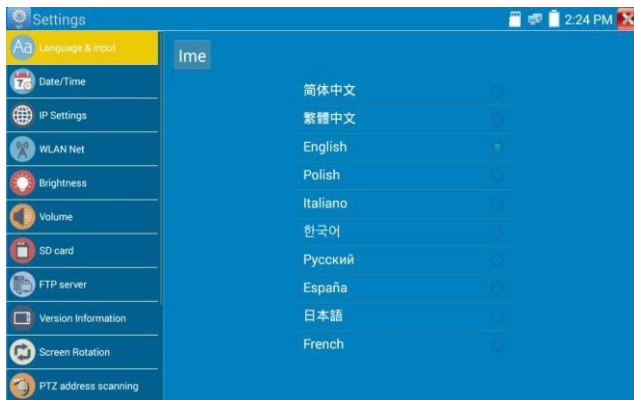 Settings
2:24 PM
Language & input
Date/Time
IP Settings
WLAN Net
Brightness
Volume
SD card
FTP server
Version Information
Screen Rotation
PTZ address scanning
Ime
简体中文
繁體中文
English
Polish
Italiano
한국어
Русский
España
日本語
French